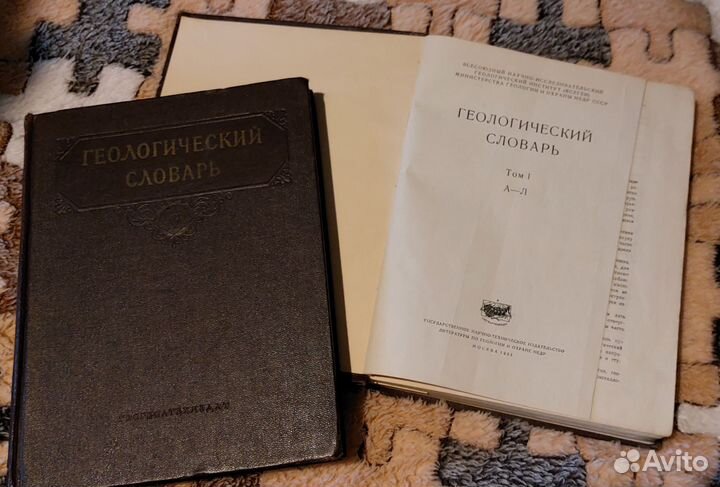 ГЕОЛОГИЧЕСКИЙ
СЛОВАРЬ
ГОСГЕОЛТЕХИЗДАТ
ВСЕСОЮЗНЫЙ НАУЧНО-ИССЛЕДОВАТЕЛЬСКИЙ
ГЕОЛОГИЧЕСКИЙ ИНСТИТУТ (ВСЕГЕИ)
МИНИСТЕРСТВА ГЕОЛОГИИ И ОХРАНЫ НЕДР СССР
ГЕОЛОГИЧЕСКИЙ
СЛОВАРЬ
Том I
А—Л
ГОСУДАРСТВЕННОЕ НАУЧНО-ТЕХНИЧЕСКОЕ ИЗДАТЕЛЬСТВО
ЛИТЕРАТУРЫ ПО ГЕОЛОГИИ И ОХРАНЕ НЕДР
МОСКВА
Avito